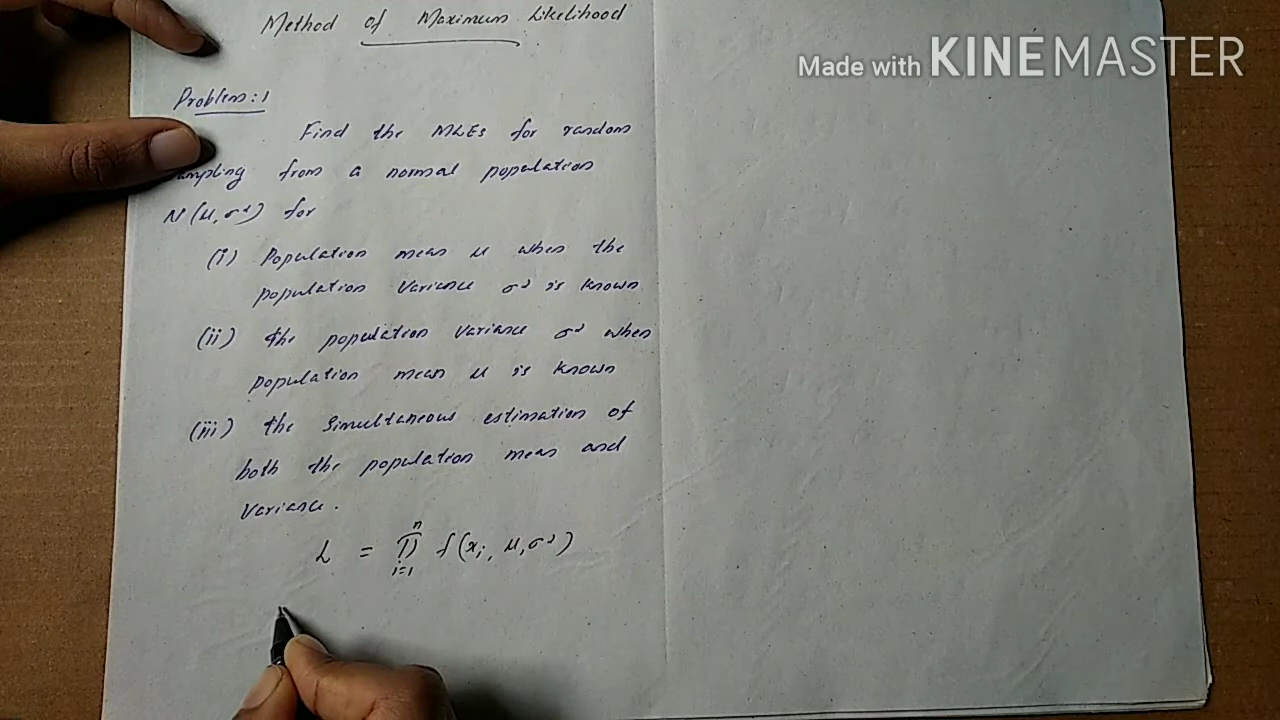 Method of Maximum Likelihood
Made with KINEMASTER
Problem: 1
Find the MLEs for random
ampling from a normal population
N(μ, σ²) for
(i) Population mean μ when the
population variance σ² is known
(ii) the population variance σ² when
population mean μ is known
(iii) the simultaneous estimation of
both the population mean and
variance.
L = ∏ᵢ₌₁ⁿ f(xᵢ, μ, σ²)